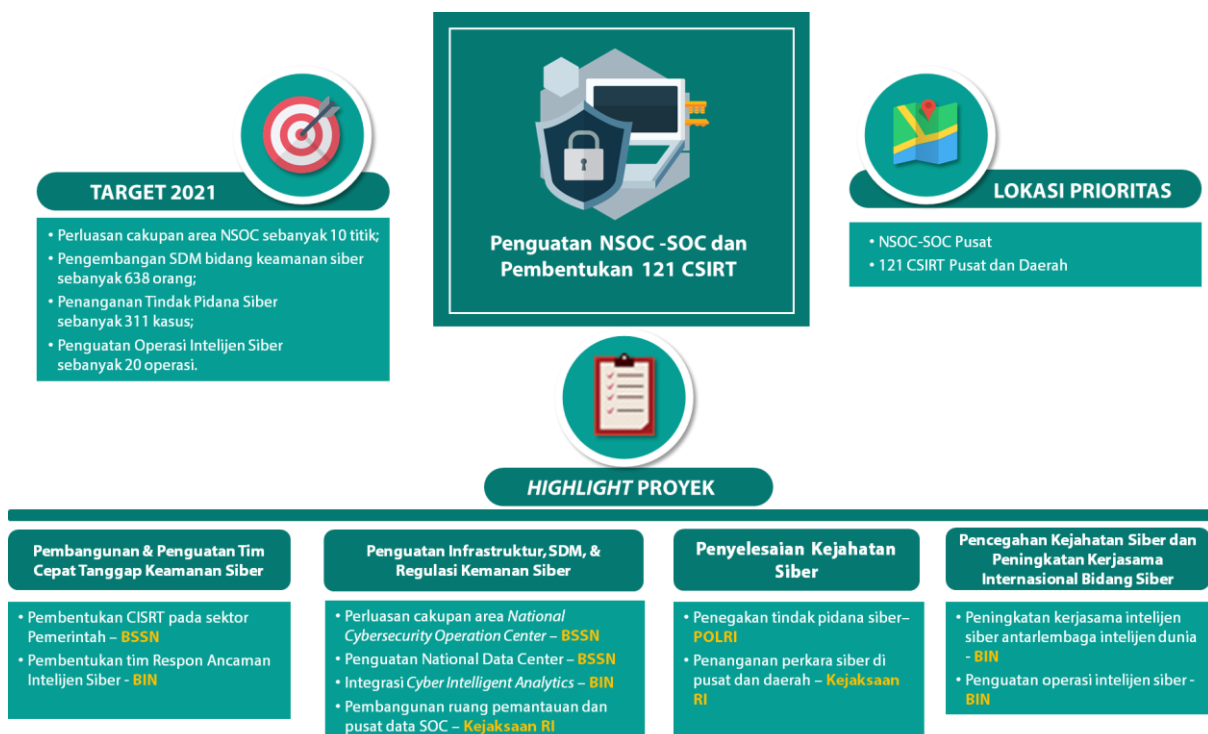 Penguatan NSOC -SOC dan
Pembentukan 121 CSIRT
TARGET 2021
• Perluasan cakupan area NSOC sebanyak 10 titik;
• Pengembangan SDM bidang keamanan siber
sebanyak 638 orang;
• Penanganan Tindak Pidana Siber
sebanyak 311 kasus;
• Penguatan Operasi Intelijen Siber
sebanyak 20 operasi.
LOKASI PRIORITAS
• NSOC-SOC Pusat
• 121 CSIRT Pusat dan Daerah
HIGHLIGHT PROYEK
Pembangunan & Penguatan Tim
Cepat Tanggap Keamanan Siber
• Pembentukan CISRT pada sektor
Pemerintah – BSSN
• Pembentukan tim Respon Ancaman
Intelijen Siber - BIN
Penguatan Infrastruktur, SDM, &
Regulasi Kemanan Siber
• Perluasan cakupan area National
Cybersecurity Operation Center – BSSN
• Penguatan National Data Center – BSSN
• Integrasi Cyber Intelligent Analytics – BIN
• Pembangunan ruang pemantauan dan
pusat data SOC – Kejaksaan RI
Penyelesaian Kejahatan
Siber
• Penegakan tindak pidana siber–
POLRI
• Penanganan perkara siber di
pusat dan daerah – Kejaksaan
RI
Pencegahan Kejahatan Siber dan
Peningkatan Kerjasama
Internasional Bidang Siber
• Peningkatan kerjasama intelijen
siber antarlembaga intelijen dunia
- BIN
• Penguatan operasi intelijen siber -
BIN